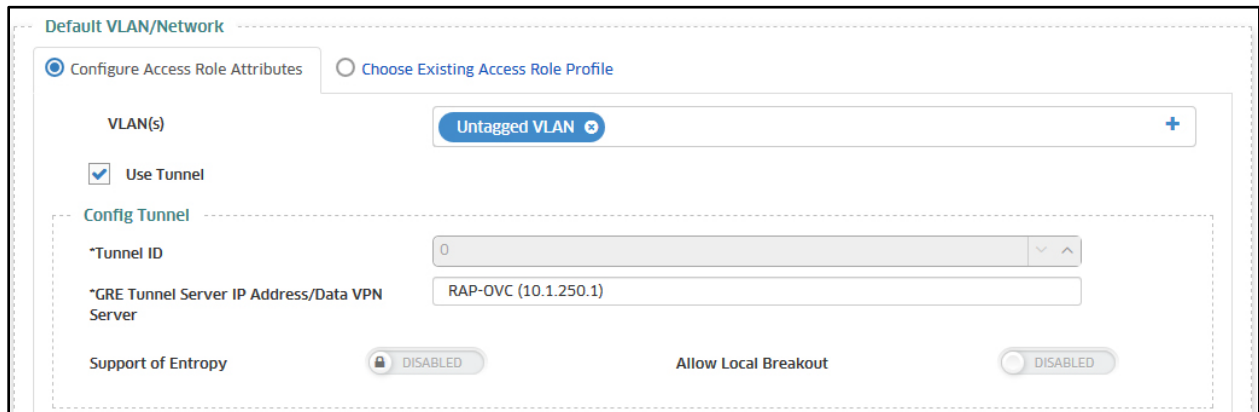 Default VLAN/Network
Configure Access Role Attributes
Choose Existing Access Role Profile
VLAN(s)
Untagged VLAN
Use Tunnel
Config Tunnel
*Tunnel ID
0
*GRE Tunnel Server IP Address/Data VPN
Server
RAP-OVC (10.1.250.1)
Support of Entropy
DISABLED
Allow Local Breakout
DISABLED